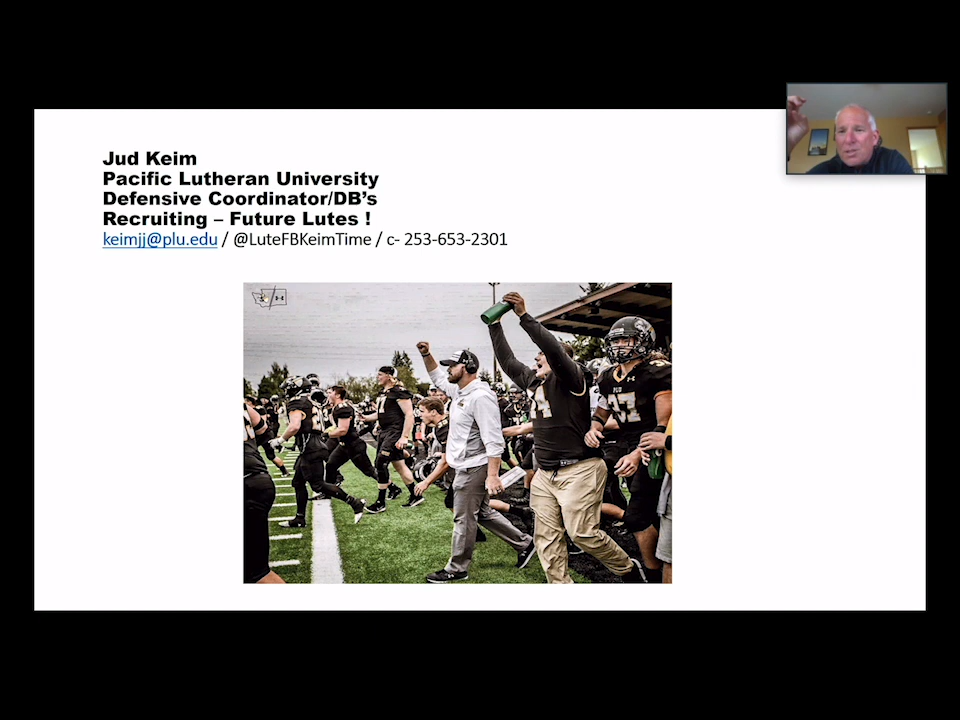 Jud Keim
Pacific Lutheran University
Defensive Coordinator/DB’s
Recruiting – Future Lutes !
keimjj@plu.edu / @LuteFBKeimTime / c- 253-653-2301